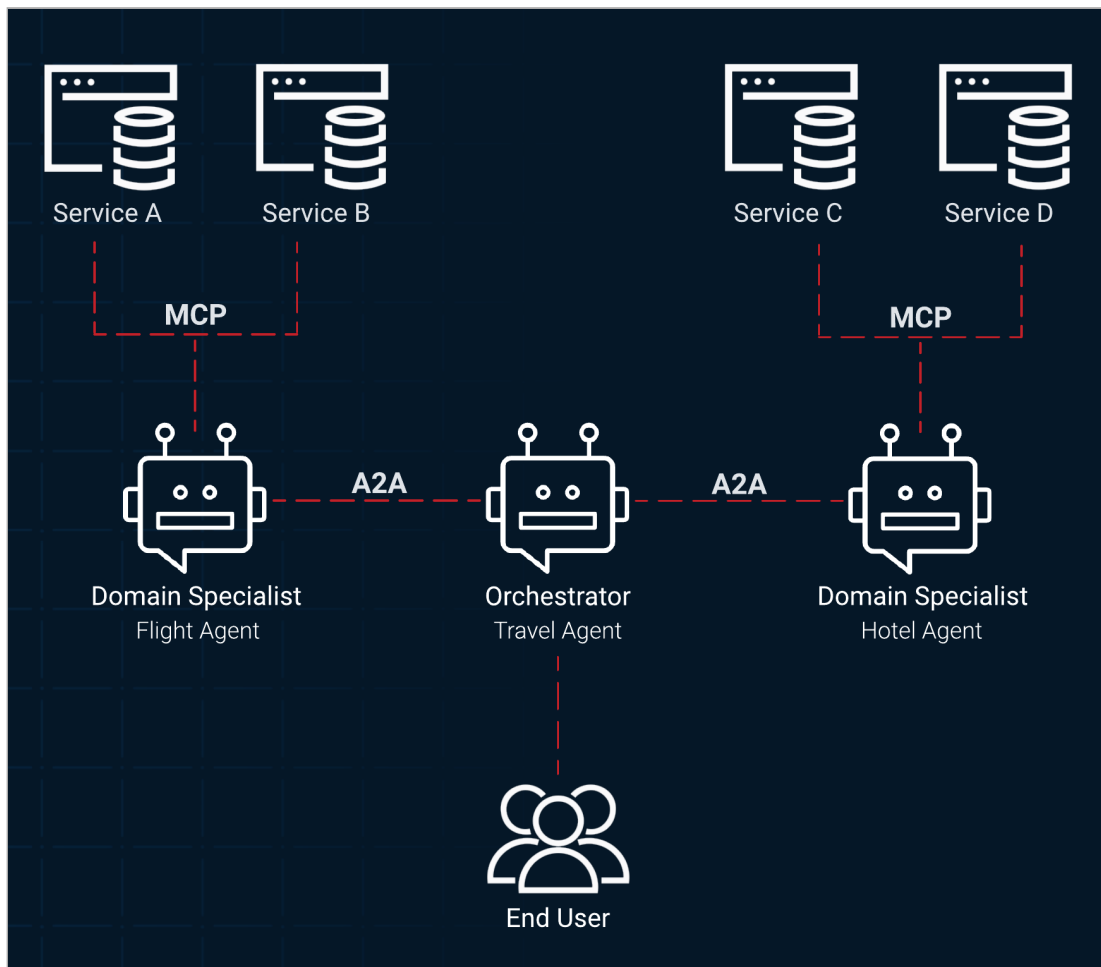 Service A
Service B
Service C
Service D
MCP
MCP
A2A
A2A
Domain Specialist
Flight Agent
Orchestrator
Travel Agent
Domain Specialist
Hotel Agent
End User